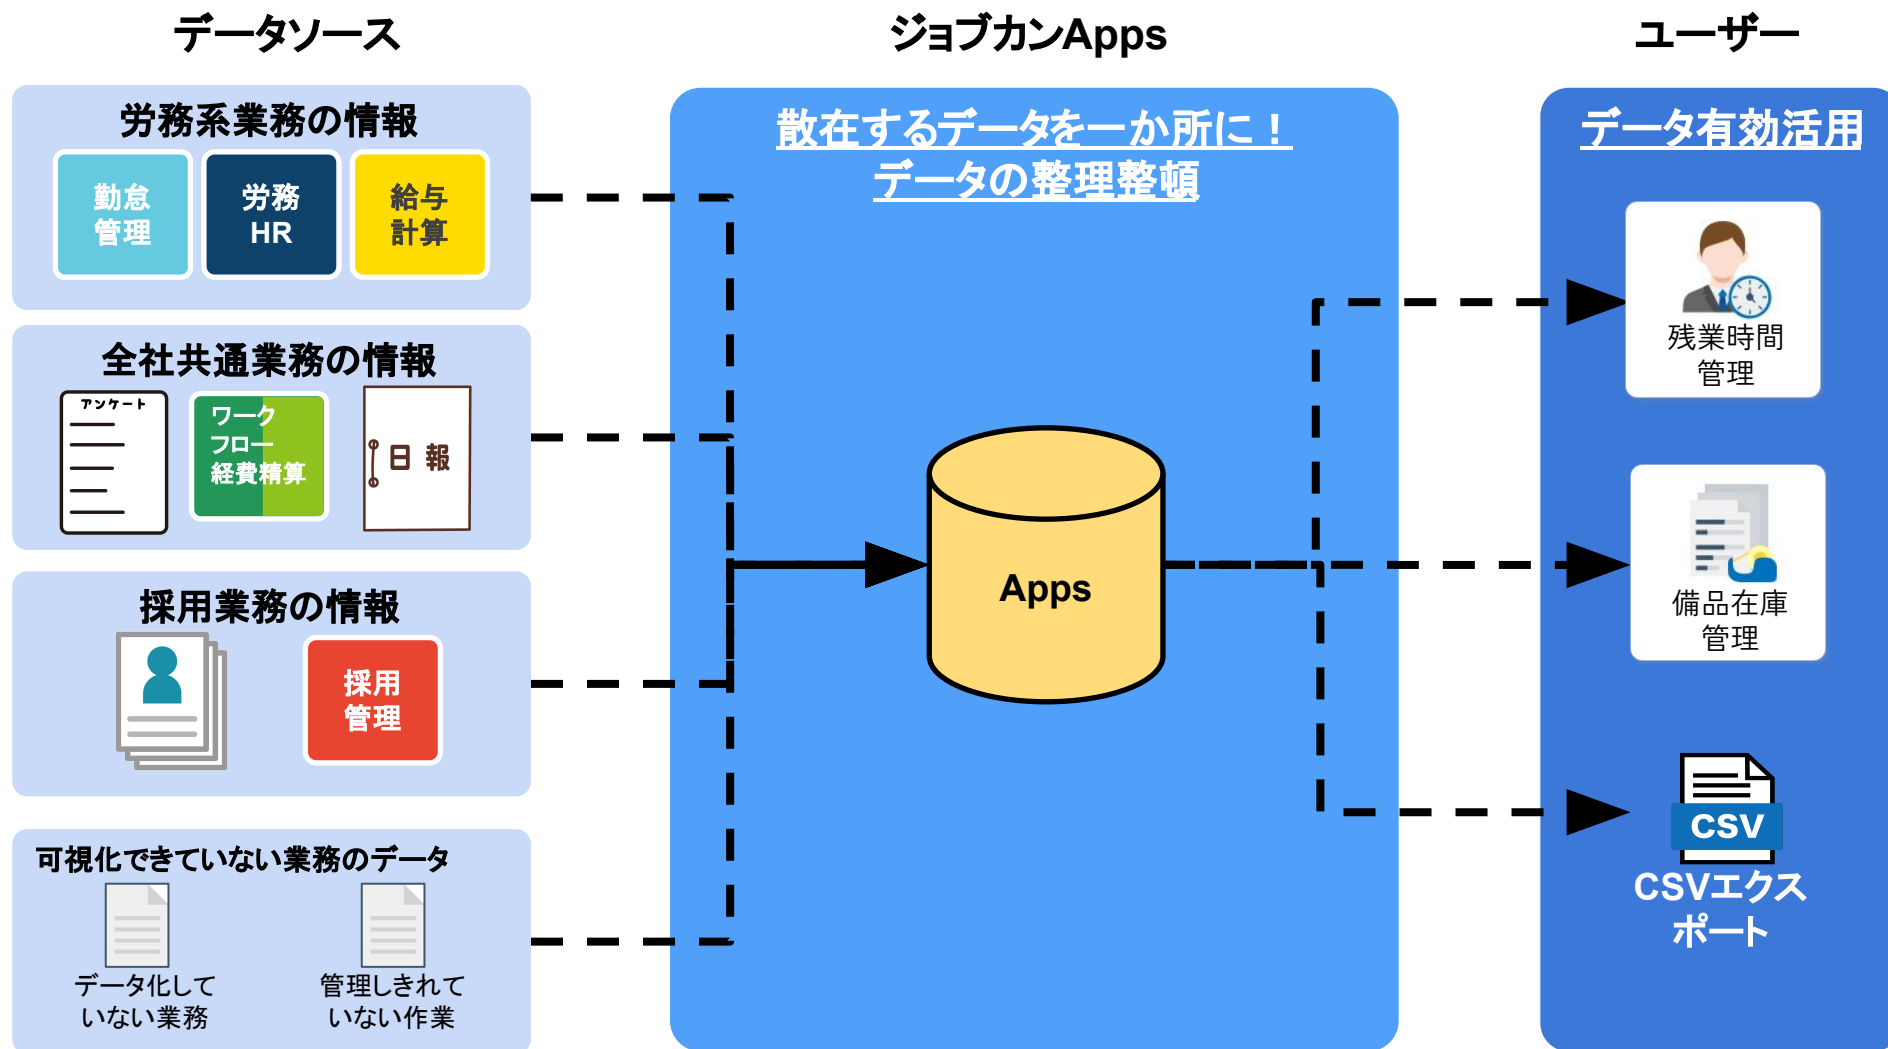 データソース
労務系業務の情報
勤怠
管理
労務
HR
給与
計算
全社共通業務の情報
アンケート
ワーク
フロー
経費精算
日報
採用業務の情報
採用
管理
可視化できていない業務のデータ
データ化して
いない業務
管理しきれて
いない作業
ジョブカンApps
散在するデータを一か所に！
データの整理整頓
Apps
ユーザー
データ有効活用
残業時間
管理
備品在庫
管理
CSV
CSVエクス
ポート